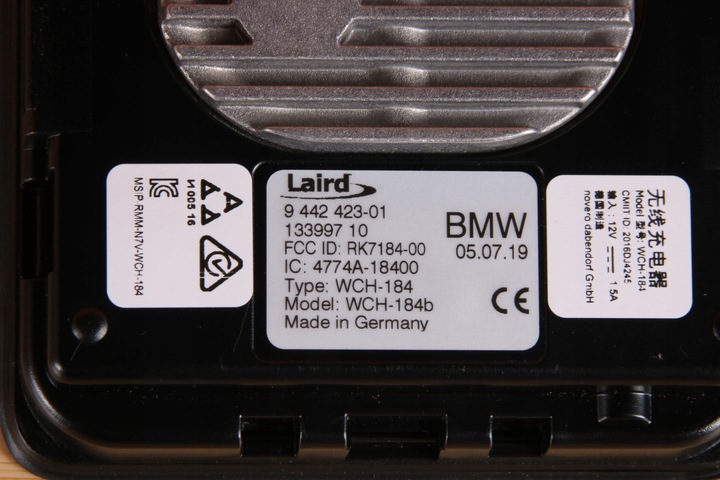 Laird
9 442 423-01
133997 10
FCC ID: RK7184-00
IC: 4774A-18400
Type: WCH-184
Model: WCH-184b
Made in Germany
BMW
05.07.19
CE
И005 16
MSIP-RMM-N7V-WCH-184
无线充电器
Model 型号: WCH-184
CMIIT ID: 2016DJ4245
输入: 12V 1.5A
德国制造
novero dabendorf GmbH